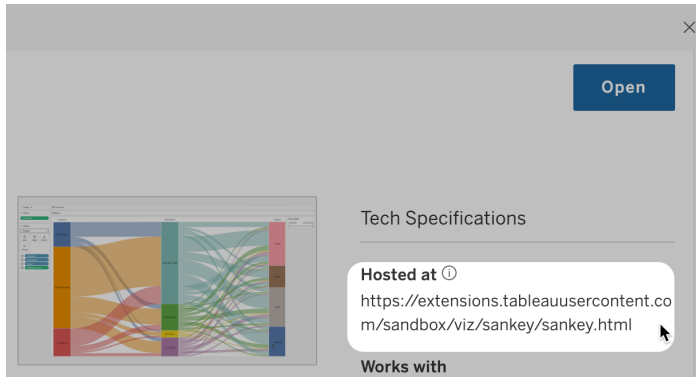 Open
Tech Specifications
Hosted at
https://extensions.tableauusercontent.co
m/sandbox/viz/sankey/sankey.html
Works with